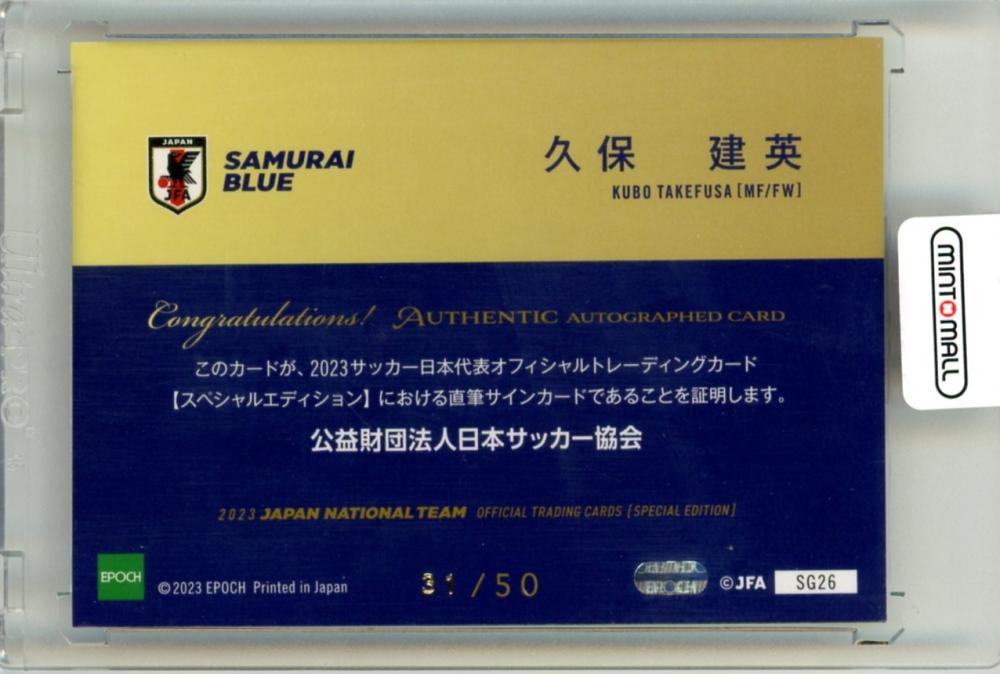 JAPAN
JFA
SAMURAI
BLUE
久保 建英
KUBO TAKEFUSA [MF/FW]
Congratulations! AUTHENTIC AUTOGRAPHED CARD
このカードが、2023サッカー日本代表オフィシャルトレーディングカード
【スペシャルエディション】における直筆サインカードであることを証明します。
公益財団法人日本サッカー協会
2023 JAPAN NATIONAL TEAM OFFICIAL TRADING CARDS [SPECIAL EDITION]
EPOCH
©2023 EPOCH Printed in Japan
31/50
©JFA
SG26
MINT MALL
Ultra PRO